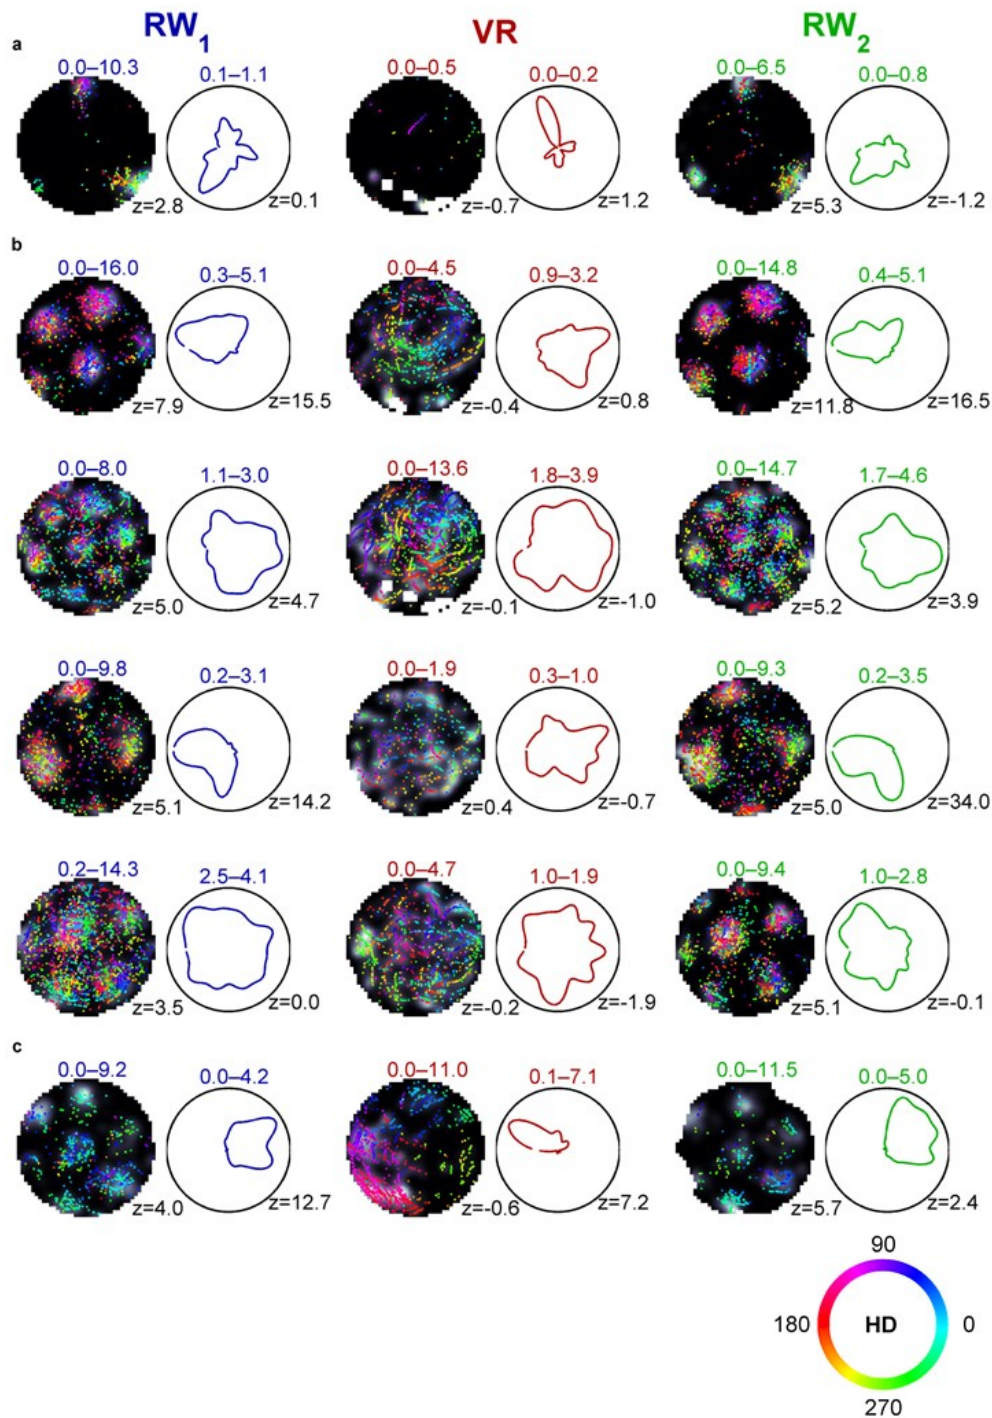 RW1 VR RW2
a
0.0–10.3 0.1–1.1 0.0–0.5 0.0–0.2 0.0–6.5 0.0–0.8
z=2.8 z=0.1 z=-0.7 z=1.2 z=5.3 z=-1.2
b
0.0–16.0 0.3–5.1 0.0–4.5 0.9–3.2 0.0–14.8 0.4–5.1
z=7.9 z=15.5 z=-0.4 z=0.8 z=11.8 z=16.5
0.0–8.0 1.1–3.0 0.0–13.6 1.8–3.9 0.0–14.7 1.7–4.6
z=5.0 z=4.7 z=-0.1 z=-1.0 z=5.2 z=3.9
0.0–9.8 0.2–3.1 0.0–1.9 0.3–1.0 0.0–9.3 0.2–3.5
z=5.1 z=14.2 z=0.4 z=-0.7 z=5.0 z=34.0
0.2–14.3 2.5–4.1 0.0–4.7 1.0–1.9 0.0–9.4 1.0–2.8
z=3.5 z=0.0 z=-0.2 z=-1.9 z=5.1 z=-0.1
c
0.0–9.2 0.0–4.2 0.0–11.0 0.1–7.1 0.0–11.5 0.0–5.0
z=4.0 z=12.7 z=-0.6 z=7.2 z=5.7 z=2.4
90
180 HD 0
270